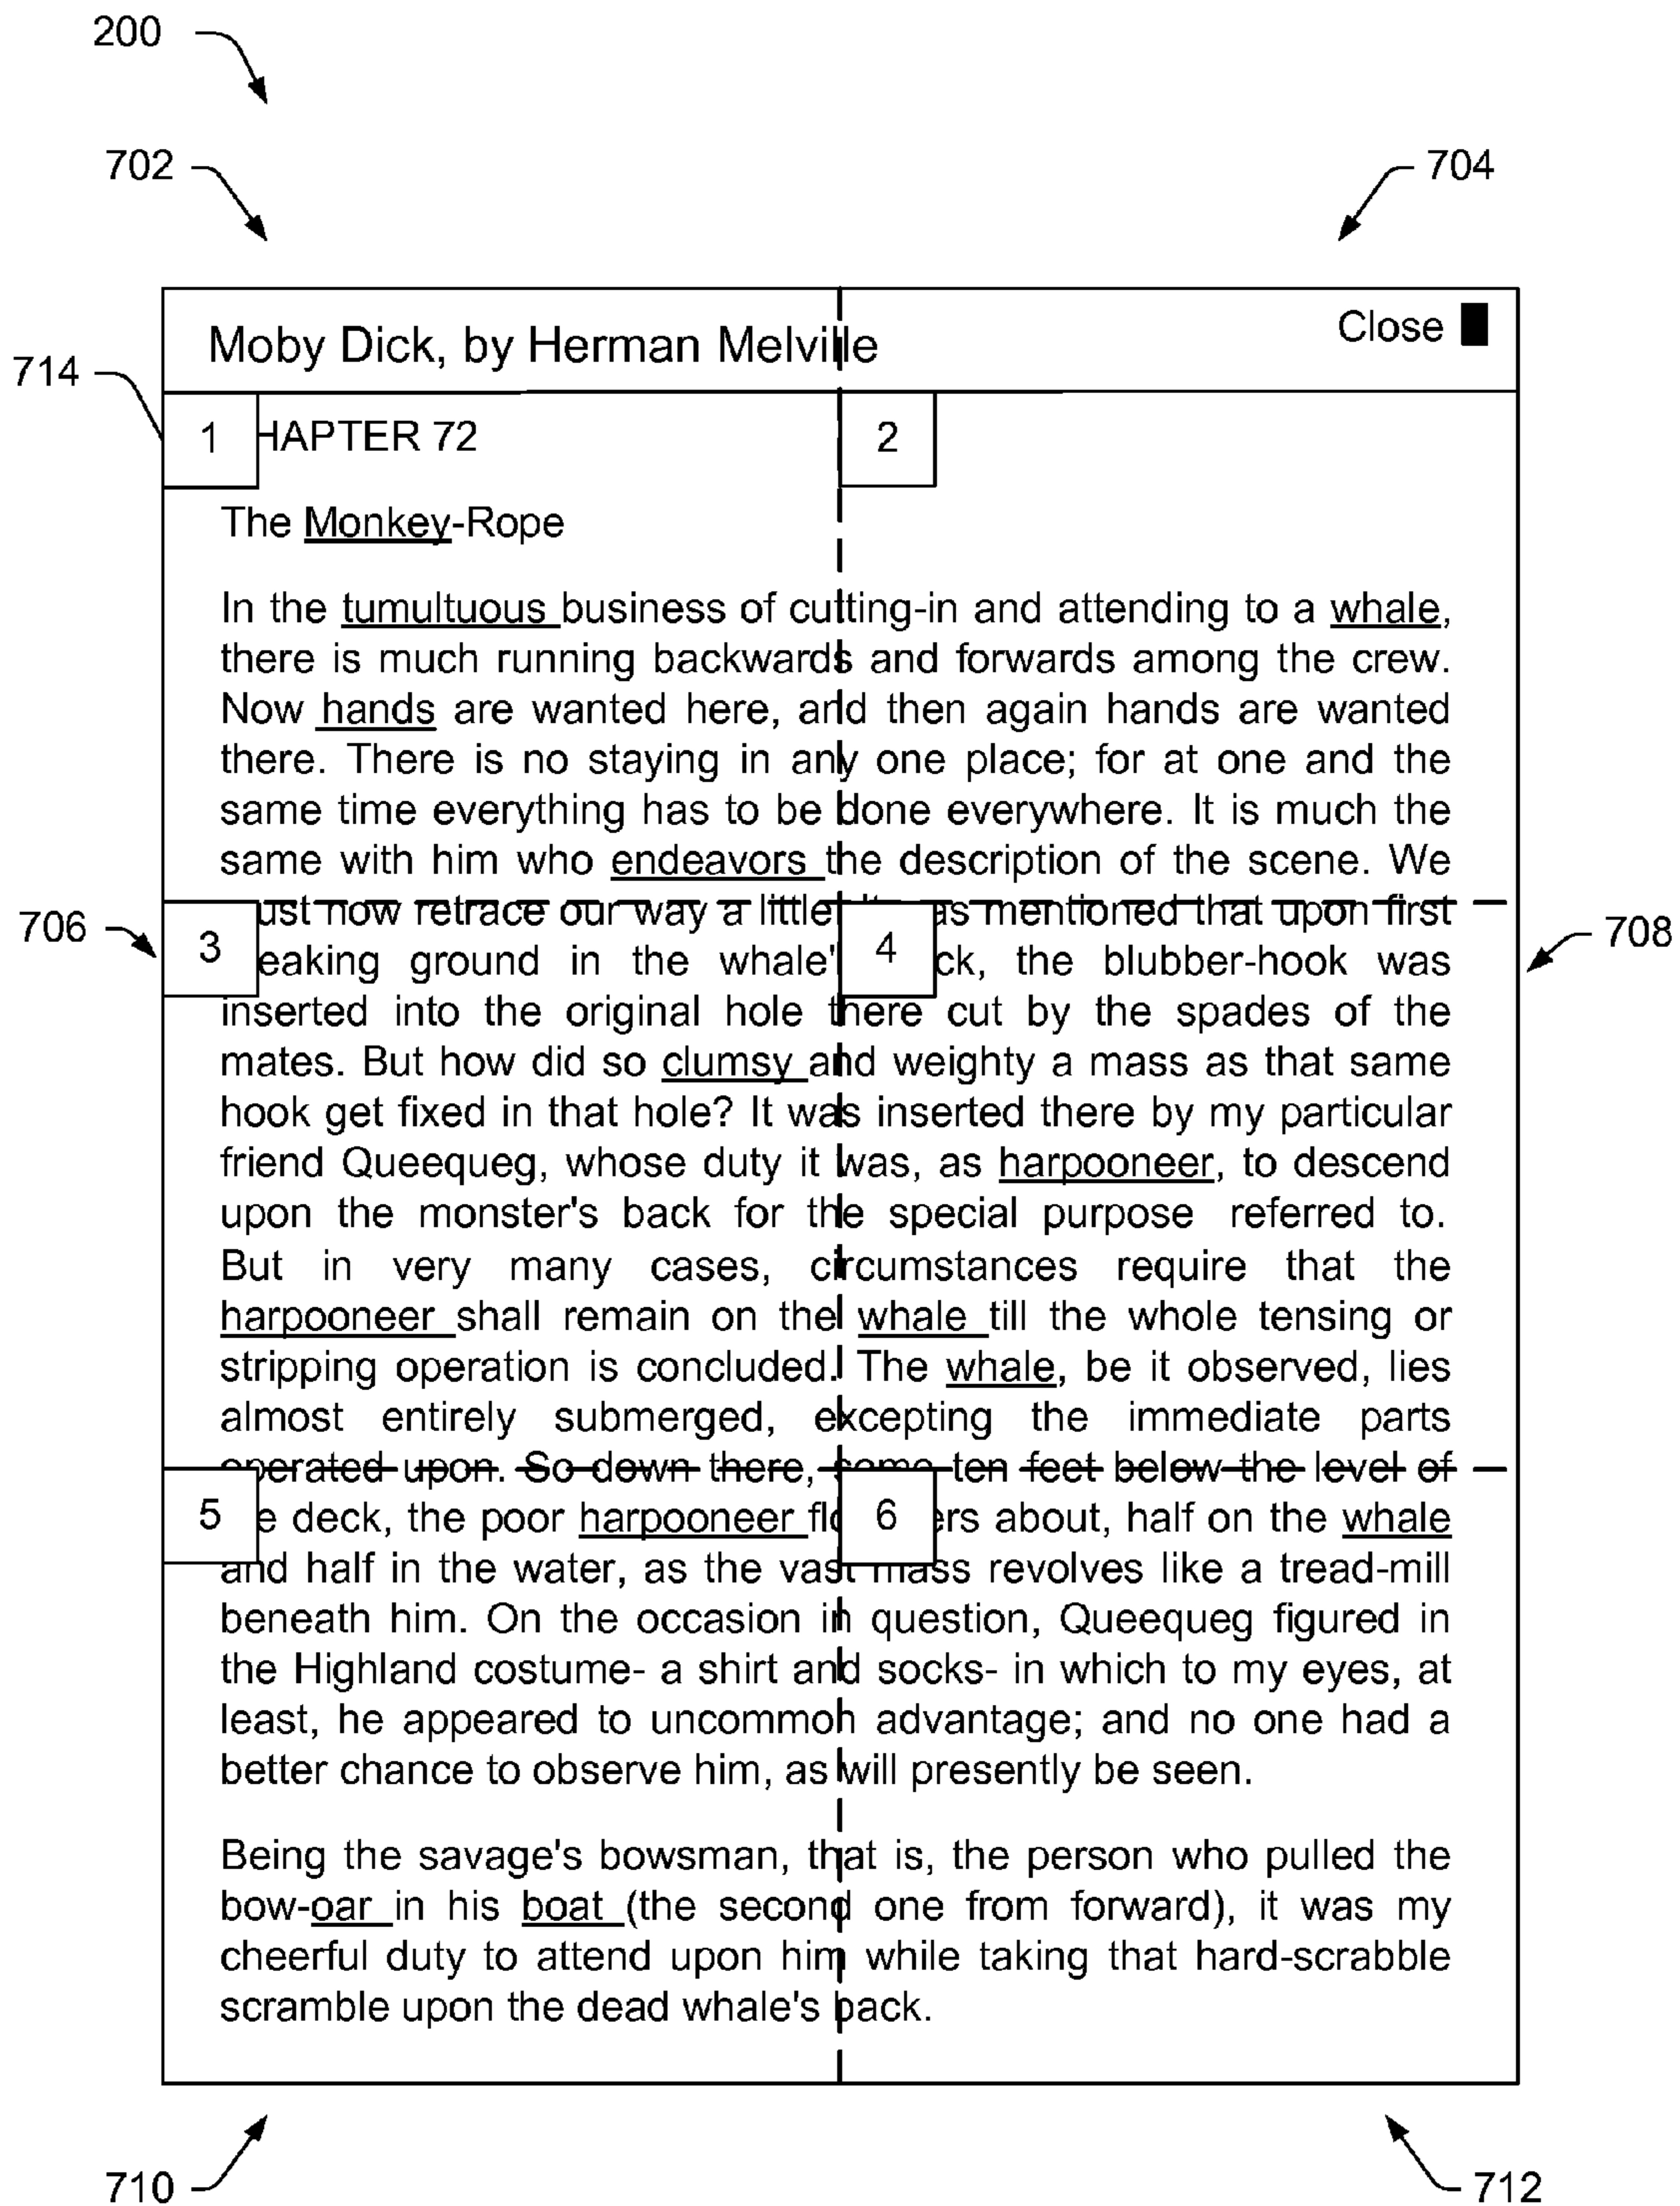 200
702
704
Moby Dick, by Herman Melville
Close
714
1 HAPTER 72
2
The Monkey-Rope
In the tumultuous business of cutting-in and attending to a whale,
there is much running backwards and forwards among the crew.
Now hands are wanted here, and then again hands are wanted
there. There is no staying in any one place; for at one and the
same time everything has to be done everywhere. It is much the
same with him who endeavors the description of the scene. We
706
3 ust now retrace our way a little as mentioned that upon first
708
eaking ground in the whale' 4 ck, the blubber-hook was
inserted into the original hole there cut by the spades of the
mates. But how did so clumsy and weighty a mass as that same
hook get fixed in that hole? It was inserted there by my particular
friend Queequeg, whose duty it was, as harpooneer, to descend
upon the monster's back for the special purpose referred to.
But in very many cases, circumstances require that the
harpooneer shall remain on the whale till the whole tensing or
stripping operation is concluded. The whale, be it observed, lies
almost entirely submerged, excepting the immediate parts
operated upon. So down there, some ten feet below the level of
5 e deck, the poor harpooneer flo 6 ers about, half on the whale
and half in the water, as the vast mass revolves like a tread-mill
beneath him. On the occasion in question, Queequeg figured in
the Highland costume- a shirt and socks- in which to my eyes, at
least, he appeared to uncommon advantage; and no one had a
better chance to observe him, as will presently be seen.
Being the savage's bowsman, that is, the person who pulled the
bow-oar in his boat (the second one from forward), it was my
cheerful duty to attend upon him while taking that hard-scrabble
scramble upon the dead whale's back.
710
712